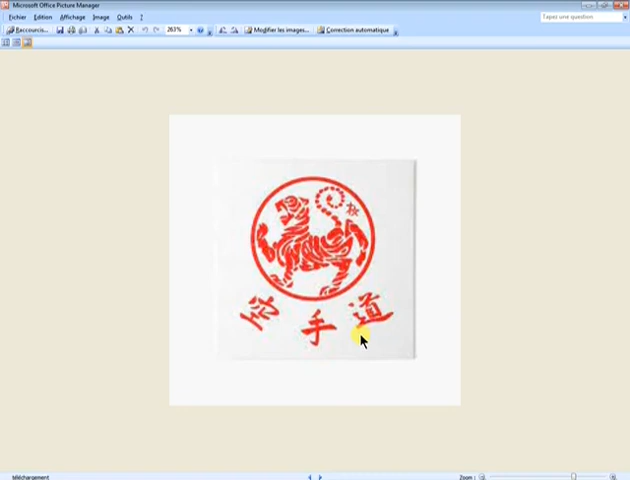 Microsoft Office Picture Manager
Fichier Edition Affichage Image Outils ?
Tapez une question
Raccourcis... 263% Modifier les images... Correction automatique
空手道
téléchargement
Zoom :